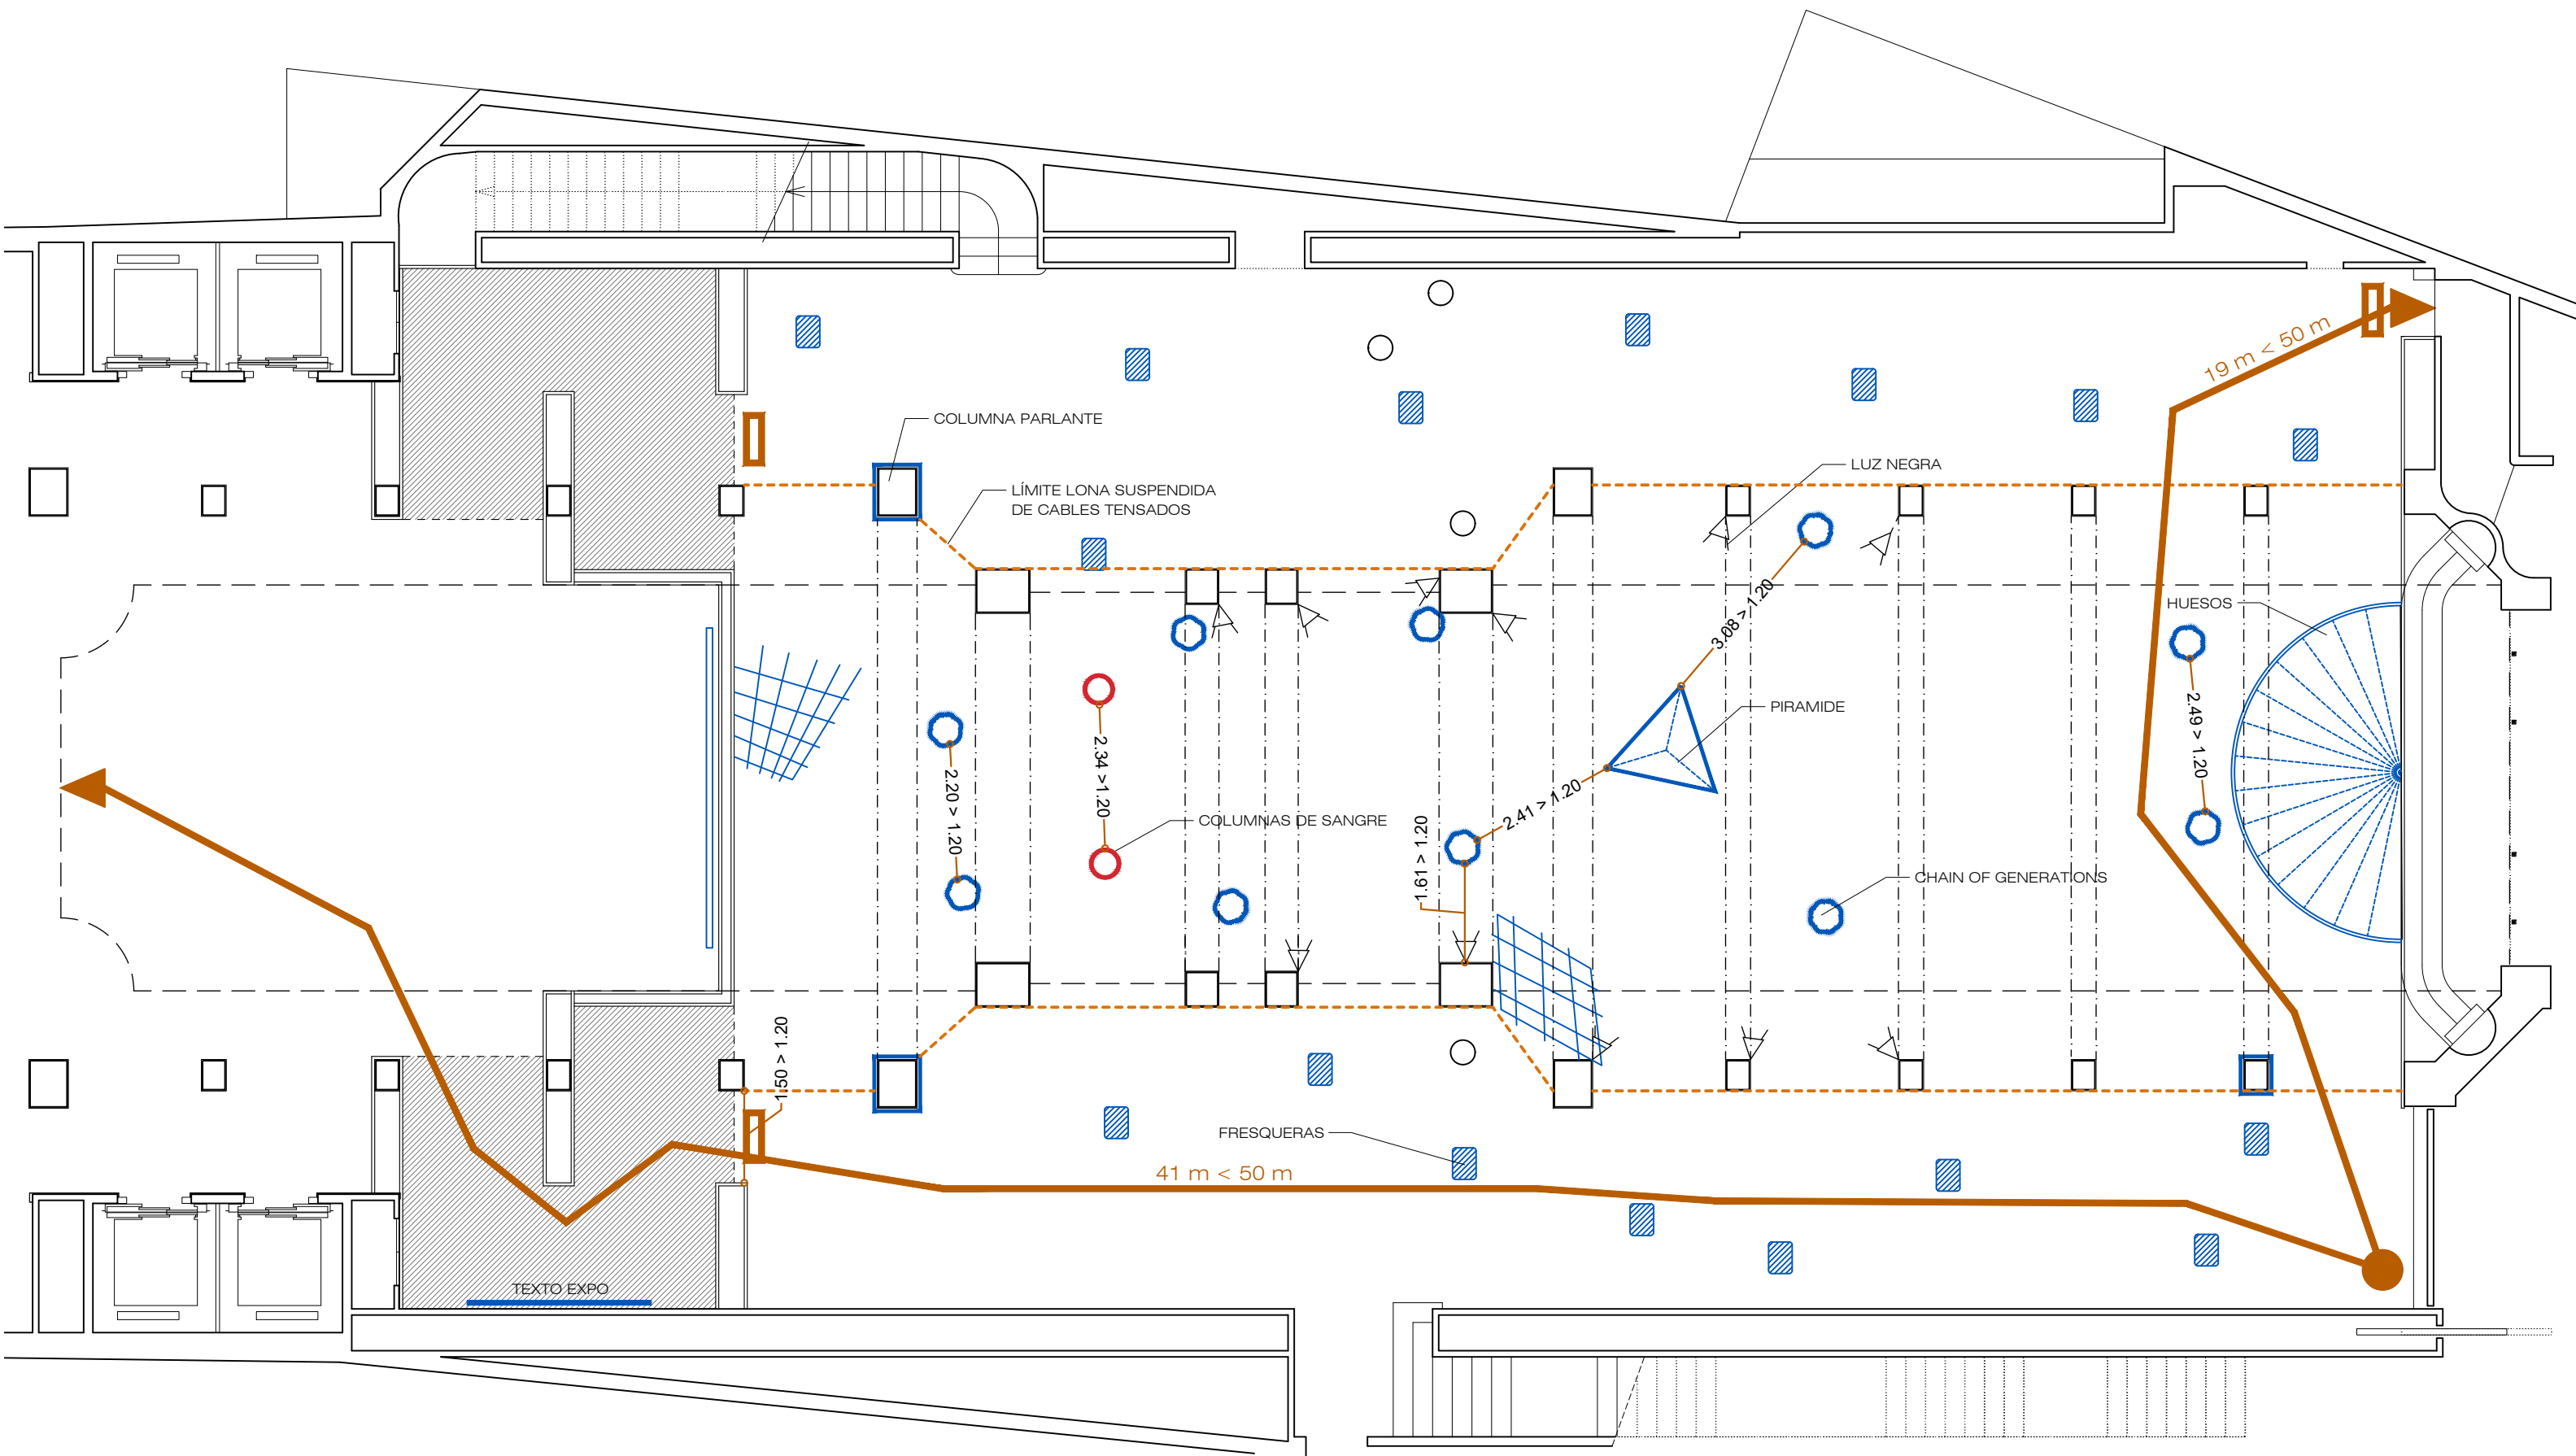 19 m < 50 m
COLUMNA PARLANTE
LUZ NEGRA
LÍMITE LONA SUSPENDIDA
DE CABLES TENSADOS
3.08 > 1.20
HUESOS
PIRAMIDE
2.49 > 1.20
2.34 >1.20
2.20 > 1.20
2.41 > 1.20
COLUMNAS DE SANGRE
1.61 > 1.20
CHAIN OF GENERATIONS
1.50 > 1.20
FRESQUERAS
41 m < 50 m
TEXTO EXPO